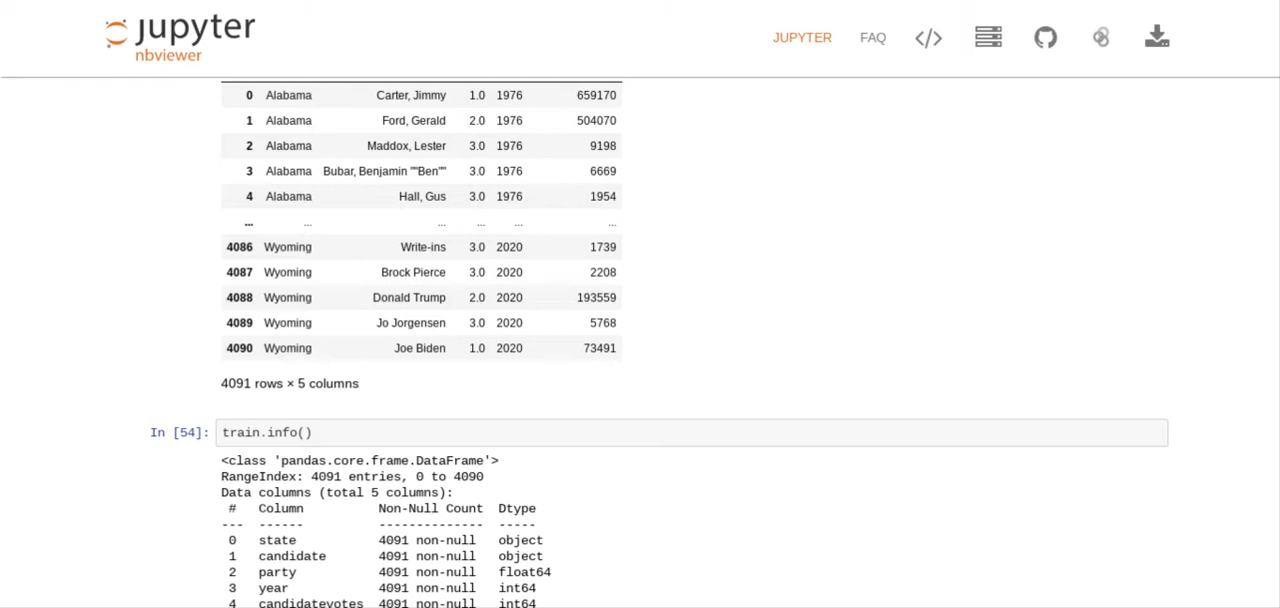 jupyter
nbviewer
JUPYTER FAQ </>
0 Alabama Carter, Jimmy 1.0 1976 659170
1 Alabama Ford, Gerald 2.0 1976 504070
2 Alabama Maddox, Lester 3.0 1976 9198
3 Alabama Bubar, Benjamin ""Ben"" 3.0 1976 6669
4 Alabama Hall, Gus 3.0 1976 1954
... ... ... ... ... ...
4086 Wyoming Write-ins 3.0 2020 1739
4087 Wyoming Brock Pierce 3.0 2020 2208
4088 Wyoming Donald Trump 2.0 2020 193559
4089 Wyoming Jo Jorgensen 3.0 2020 5768
4090 Wyoming Joe Biden 1.0 2020 73491
4091 rows × 5 columns
In [54]: train.info()
<class 'pandas.core.frame.DataFrame'>
RangeIndex: 4091 entries, 0 to 4090
Data columns (total 5 columns):
# Column Non-Null Count Dtype
--- ------ -------------- -----
0 state 4091 non-null object
1 candidate 4091 non-null object
2 party 4091 non-null float64
3 year 4091 non-null int64
4 candidatevotes 4091 non-null int64